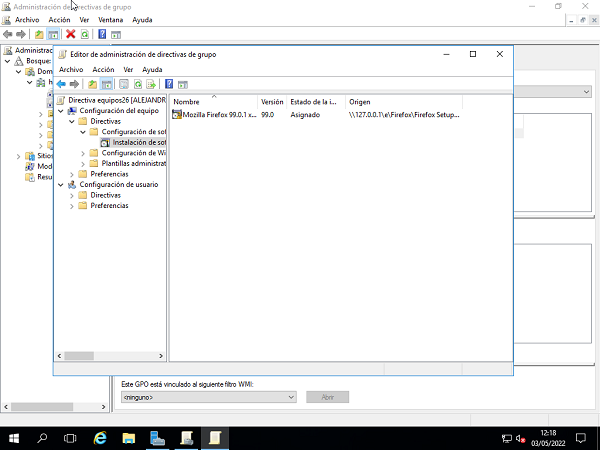 Administración de directivas de grupo
Archivo Acción Ver Ventana Ayuda
Administrac
Bosque:
Dom
h
Sitios
Mode
Resu
Editor de administración de directivas de grupo
Archivo Acción Ver Ayuda
Directiva equipos26 [ALEJANDR
Configuración del equipo
Directivas
Configuración de sof
Instalación de sof
Configuración de Wi
Plantillas administrat
Preferencias
Configuración de usuario
Directivas
Preferencias
Nombre Versión Estado de la i... Origen
Mozilla Firefox 99.0.1 x... 99.0 Asignado \\127.0.0.1\e\Firefox\Firefox Setup...
Este GPO está vinculado al siguiente filtro WMI:
<ninguno> Abrir
12:18
03/05/2022